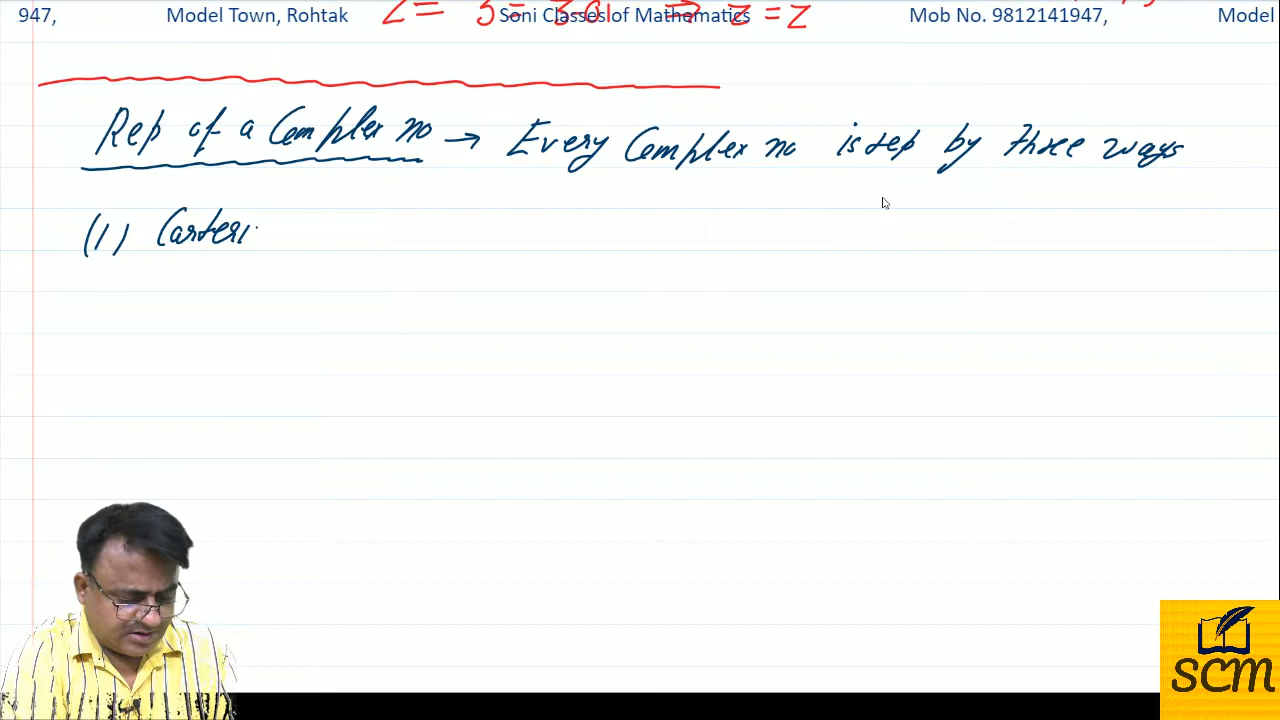 947, Model Town, Rohtak Soni Classes of Mathematics Mob No. 9812141947, Model
Rep of a Complex no → Every Complex no is rep by three ways
(1) Carteri
SCM